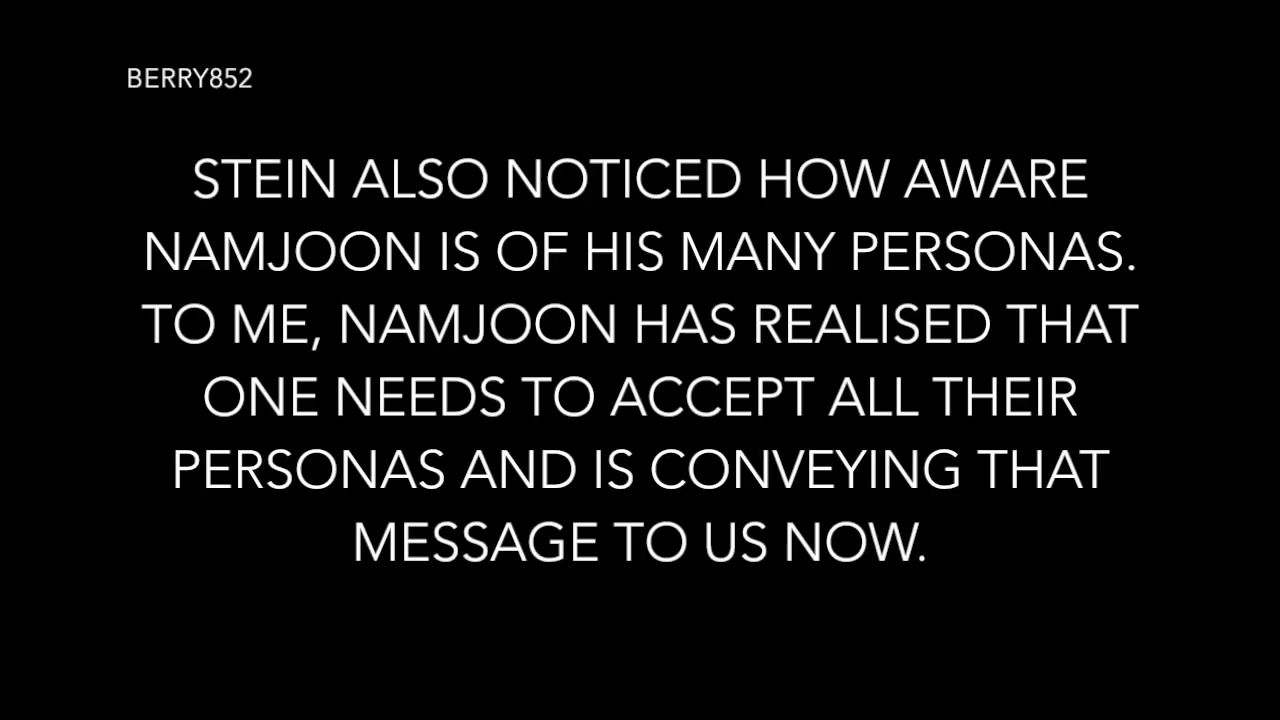 BERRY852
STEIN ALSO NOTICED HOW AWARE
NAMJOON IS OF HIS MANY PERSONAS.
TO ME, NAMJOON HAS REALISED THAT
ONE NEEDS TO ACCEPT ALL THEIR
PERSONAS AND IS CONVEYING THAT
MESSAGE TO US NOW.